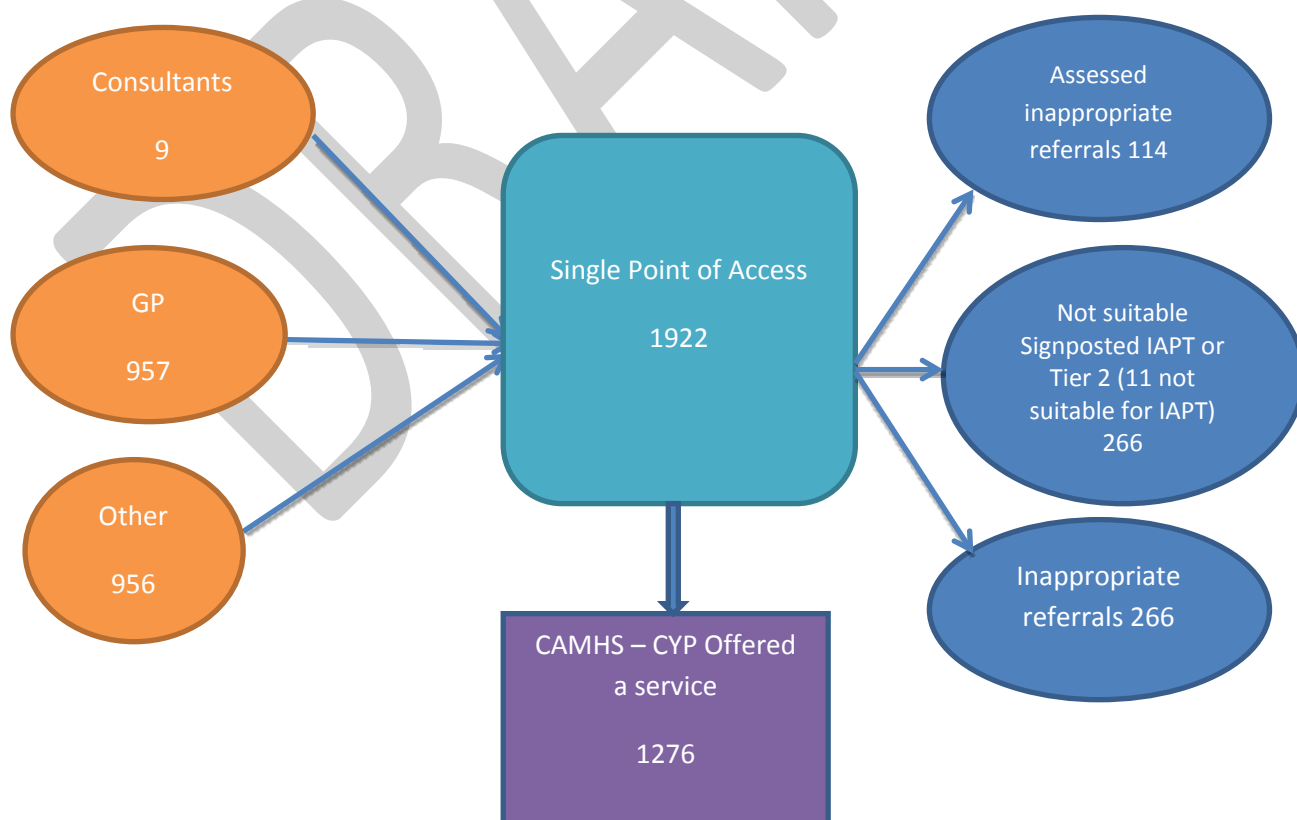 Consultants
9
GP
957
Other
956
Single Point of Access
1922
CAMHS – CYP Offered
a service
1276
Assessed
inappropriate
referrals 114
Not suitable
Signposted IAPT or
Tier 2 (11 not
suitable for IAPT)
266
Inappropriate
referrals 266
DRA